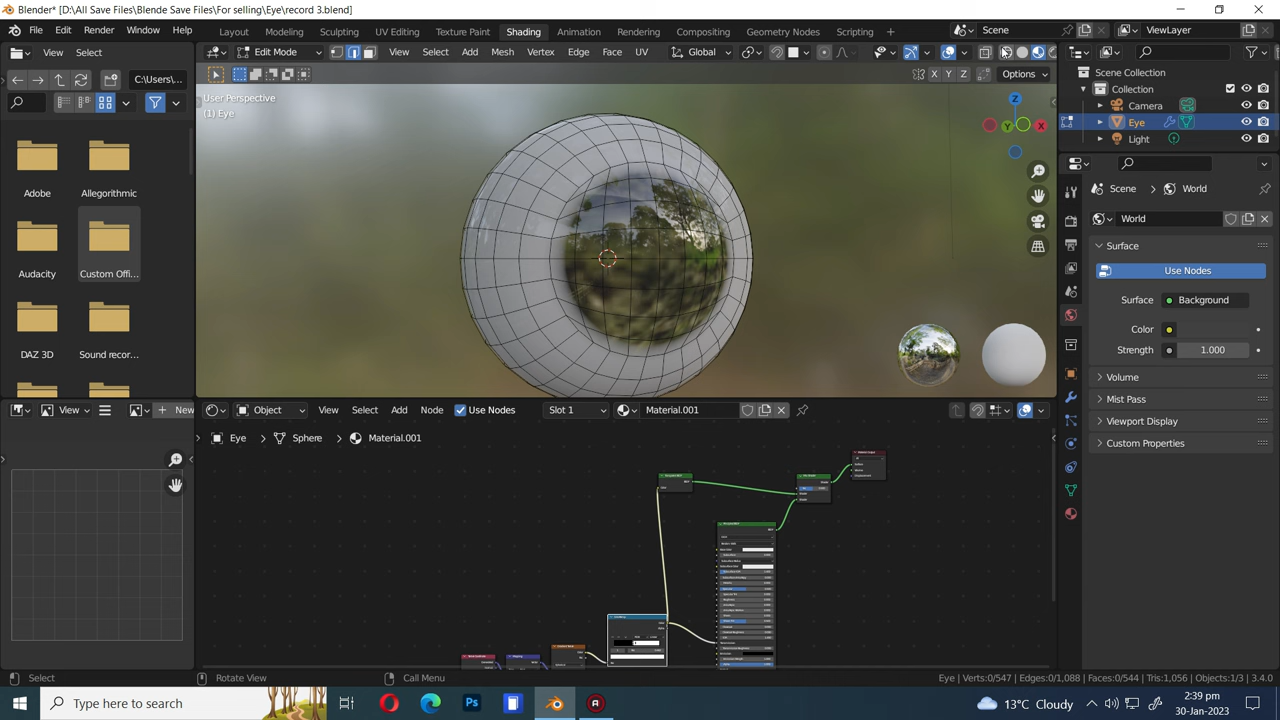 Blender* [D:\All Save Files\Blende Save Files\For selling\Eye\record 3.blend]
File Edit Render Window Help
Layout Modeling Sculpting UV Editing Texture Paint Shading Animation Rendering Compositing Geometry Nodes Scripting
Scene
ViewLayer
View Select
Edit Mode
View Select Add Mesh Vertex Edge Face UV
Global
C:\Users\...
X Y Z
Options
User Perspective
(1) Eye
Z
Y
X
Scene Collection
Collection
Camera
Eye
Light
Adobe
Allegorithmic
Audacity
Custom Offi...
DAZ 3D
Sound recor...
Scene > World
World
Surface
Use Nodes
Surface Background
Color
Strength 1.000
Volume
Mist Pass
Viewport Display
Custom Properties
View
New
Object
View Select Add Node Use Nodes
Slot 1
Material.001
Eye > Sphere > Material.001
Select
Rotate View
Call Menu
Eye | Verts:0/547 | Edges:0/1,088 | Faces:0/544 | Tris:1,056 | Objects:1/3 | 3.4.0
Type here to search
Ps
13°C Cloudy
2:39 pm
30-Jan-2023